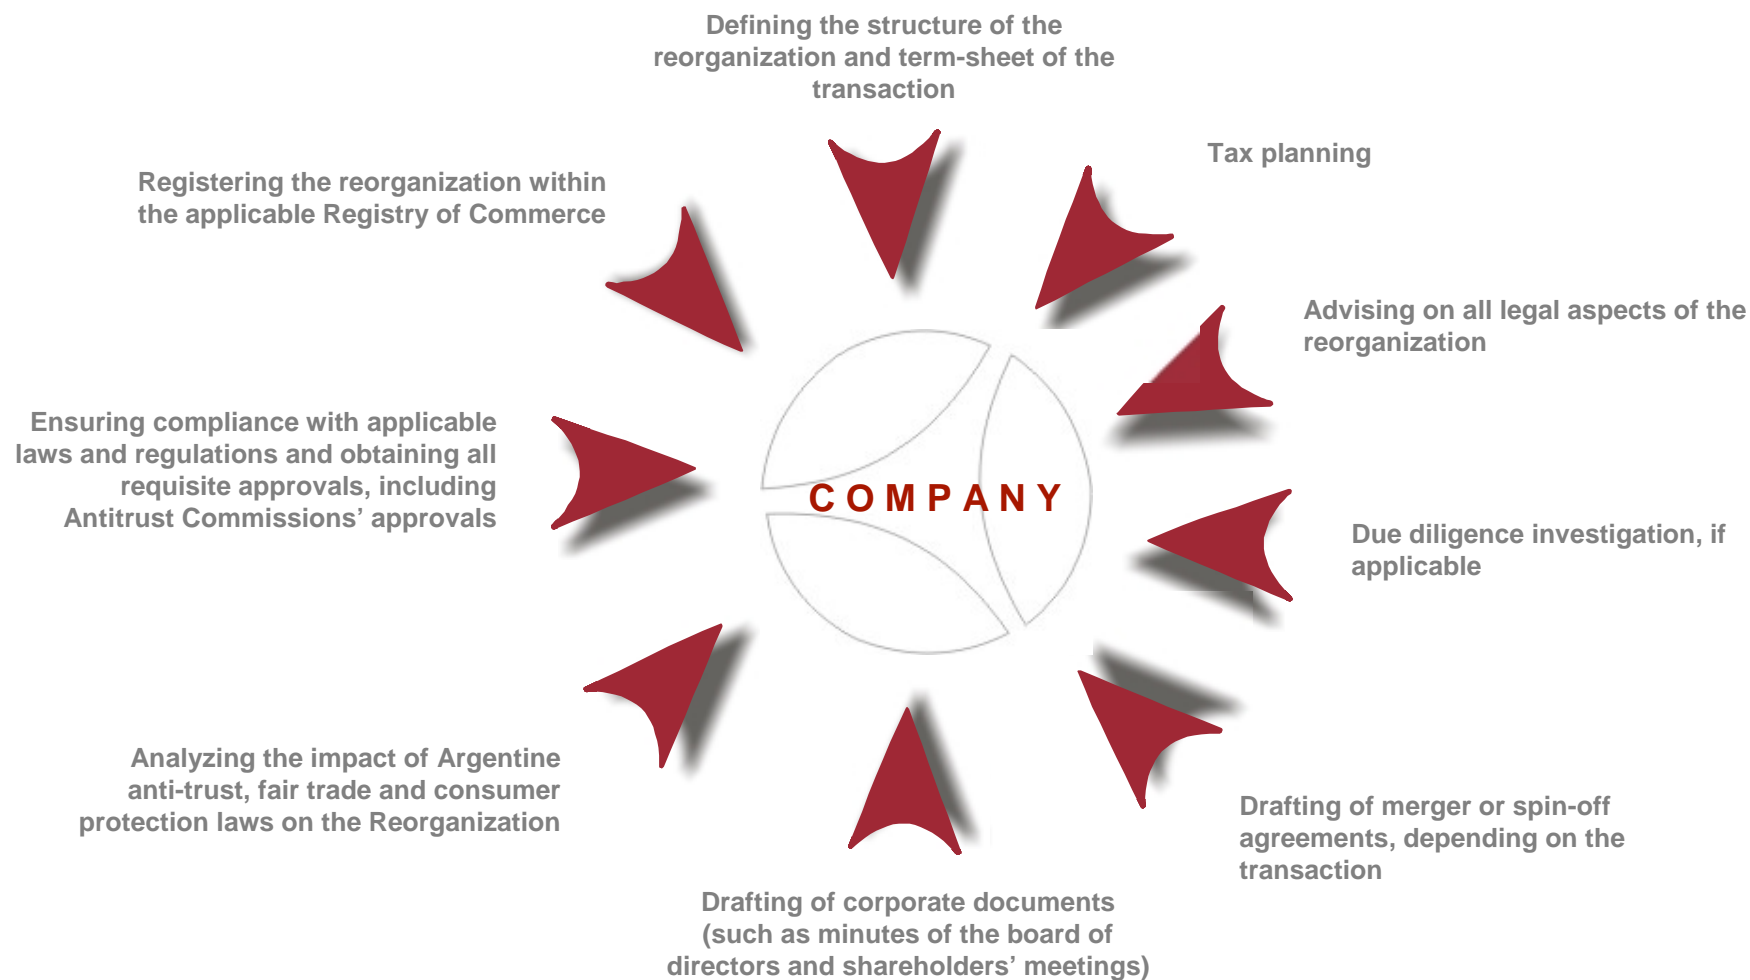 Defining the structure of the
reorganization and term-sheet of the
transaction
Tax planning
Advising on all legal aspects of the
reorganization
Due diligence investigation, if
applicable
Drafting of merger or spin-off
agreements, depending on the
transaction
Drafting of corporate documents
(such as minutes of the board of
directors and shareholders’ meetings)
Analyzing the impact of Argentine
anti-trust, fair trade and consumer
protection laws on the Reorganization
Ensuring compliance with applicable
laws and regulations and obtaining all
requisite approvals, including
Antitrust Commissions’ approvals
Registering the reorganization within
the applicable Registry of Commerce
COMPANY